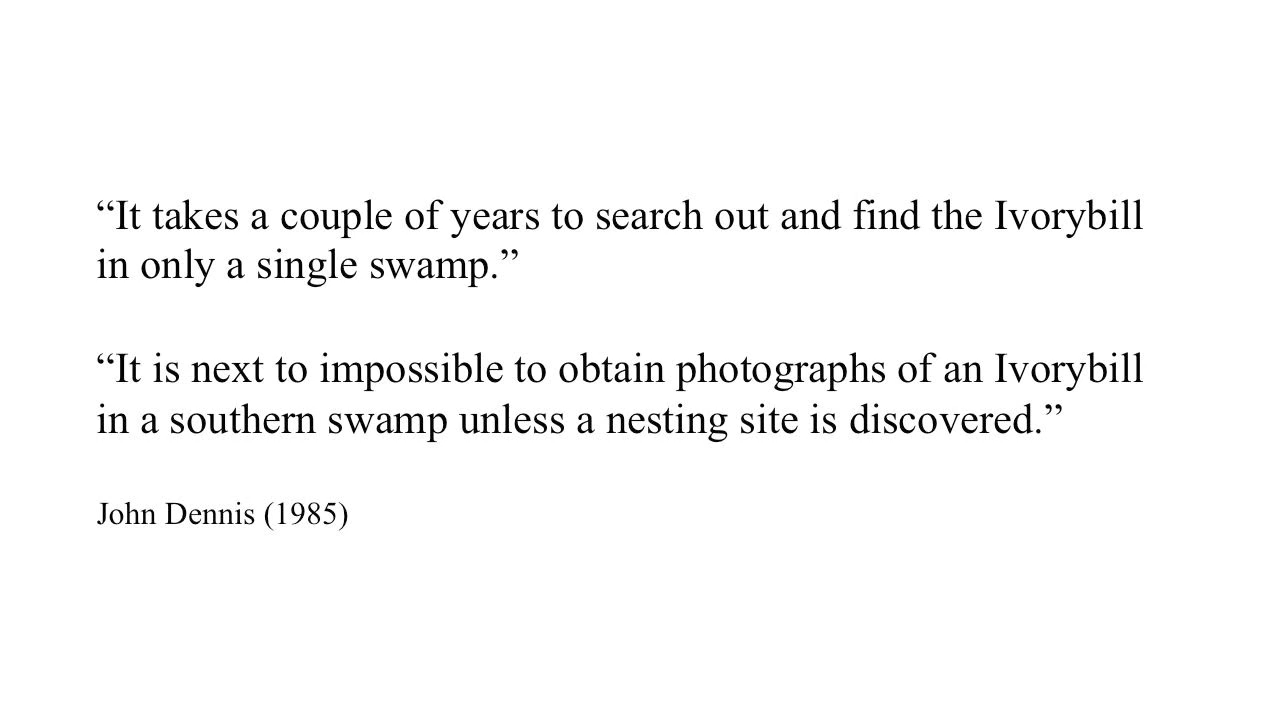 “It takes a couple of years to search out and find the Ivorybill
in only a single swamp.”
“It is next to impossible to obtain photographs of an Ivorybill
in a southern swamp unless a nesting site is discovered.”
John Dennis (1985)